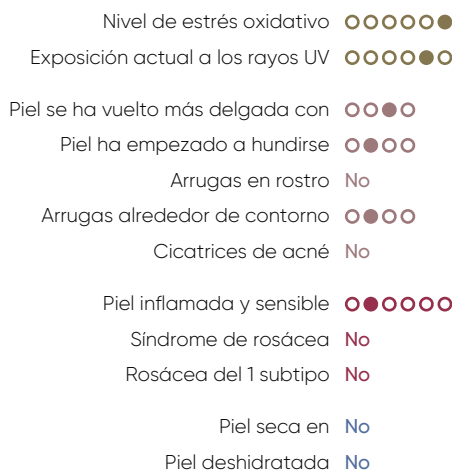 Nivel de estrés oxidativo
Exposición actual a los rayos UV
Piel se ha vuelto más delgada con
Piel ha empezado a hundirse
Arrugas en rostro No
Arrugas alrededor de contorno
Cicatrices de acné No
Piel inflamada y sensible
Síndrome de rosácea No
Rosácea del 1 subtipo No
Piel seca en No
Piel deshidratada No